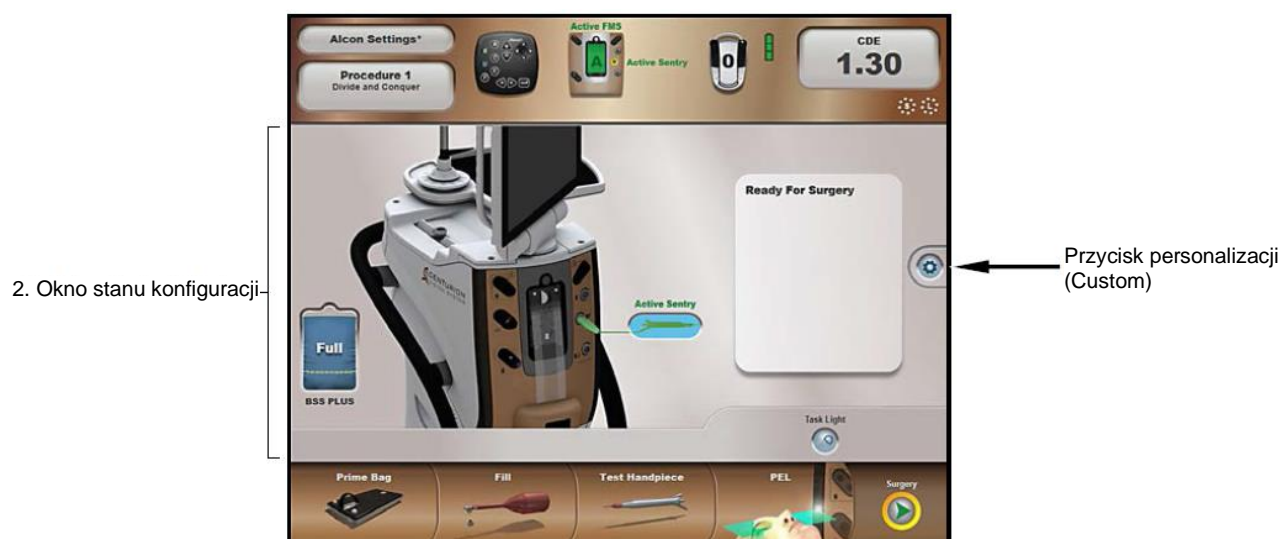 Alcon Settings*
Procedure 1
Divide and Conquer
Active FMS
A
Active Sentry
0
CDE
1.30
S L
Ready For Surgery
Przycisk personalizacji
(Custom)
2. Okno stanu konfiguracji
CENTURION
Active Sentry
Full
BSS PLUS
Task Light
Prime Bag
Fill
Test Handpiece
PEL
Surgery